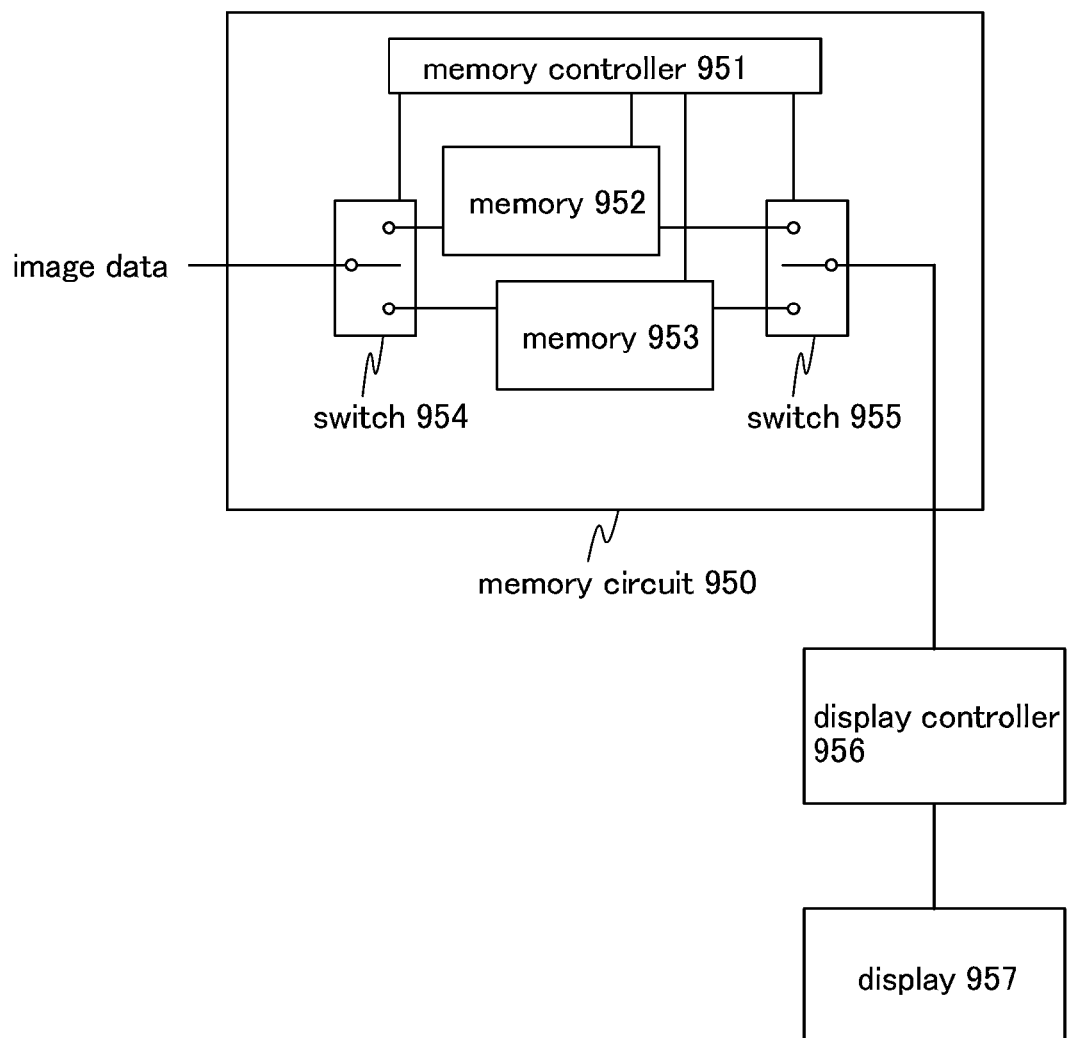 memory controller 951
memory 952
image data
memory 953
switch 954
switch 955
memory circuit 950
display controller
956
display 957